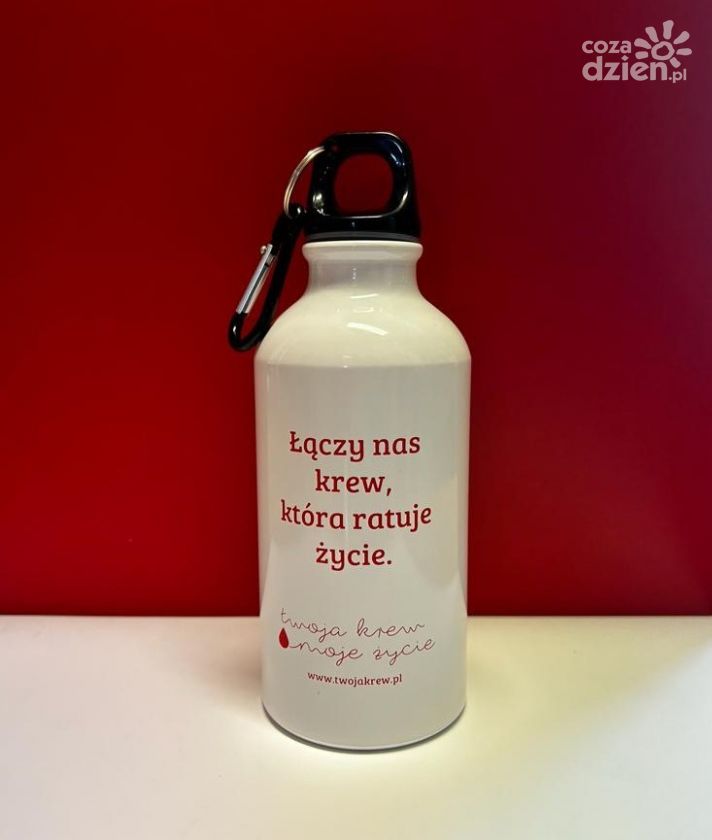 coza
dzien.pl
Łączy nas
krew,
która ratuje
życie.
twoja krew
moje życie
www.twojakrew.pl